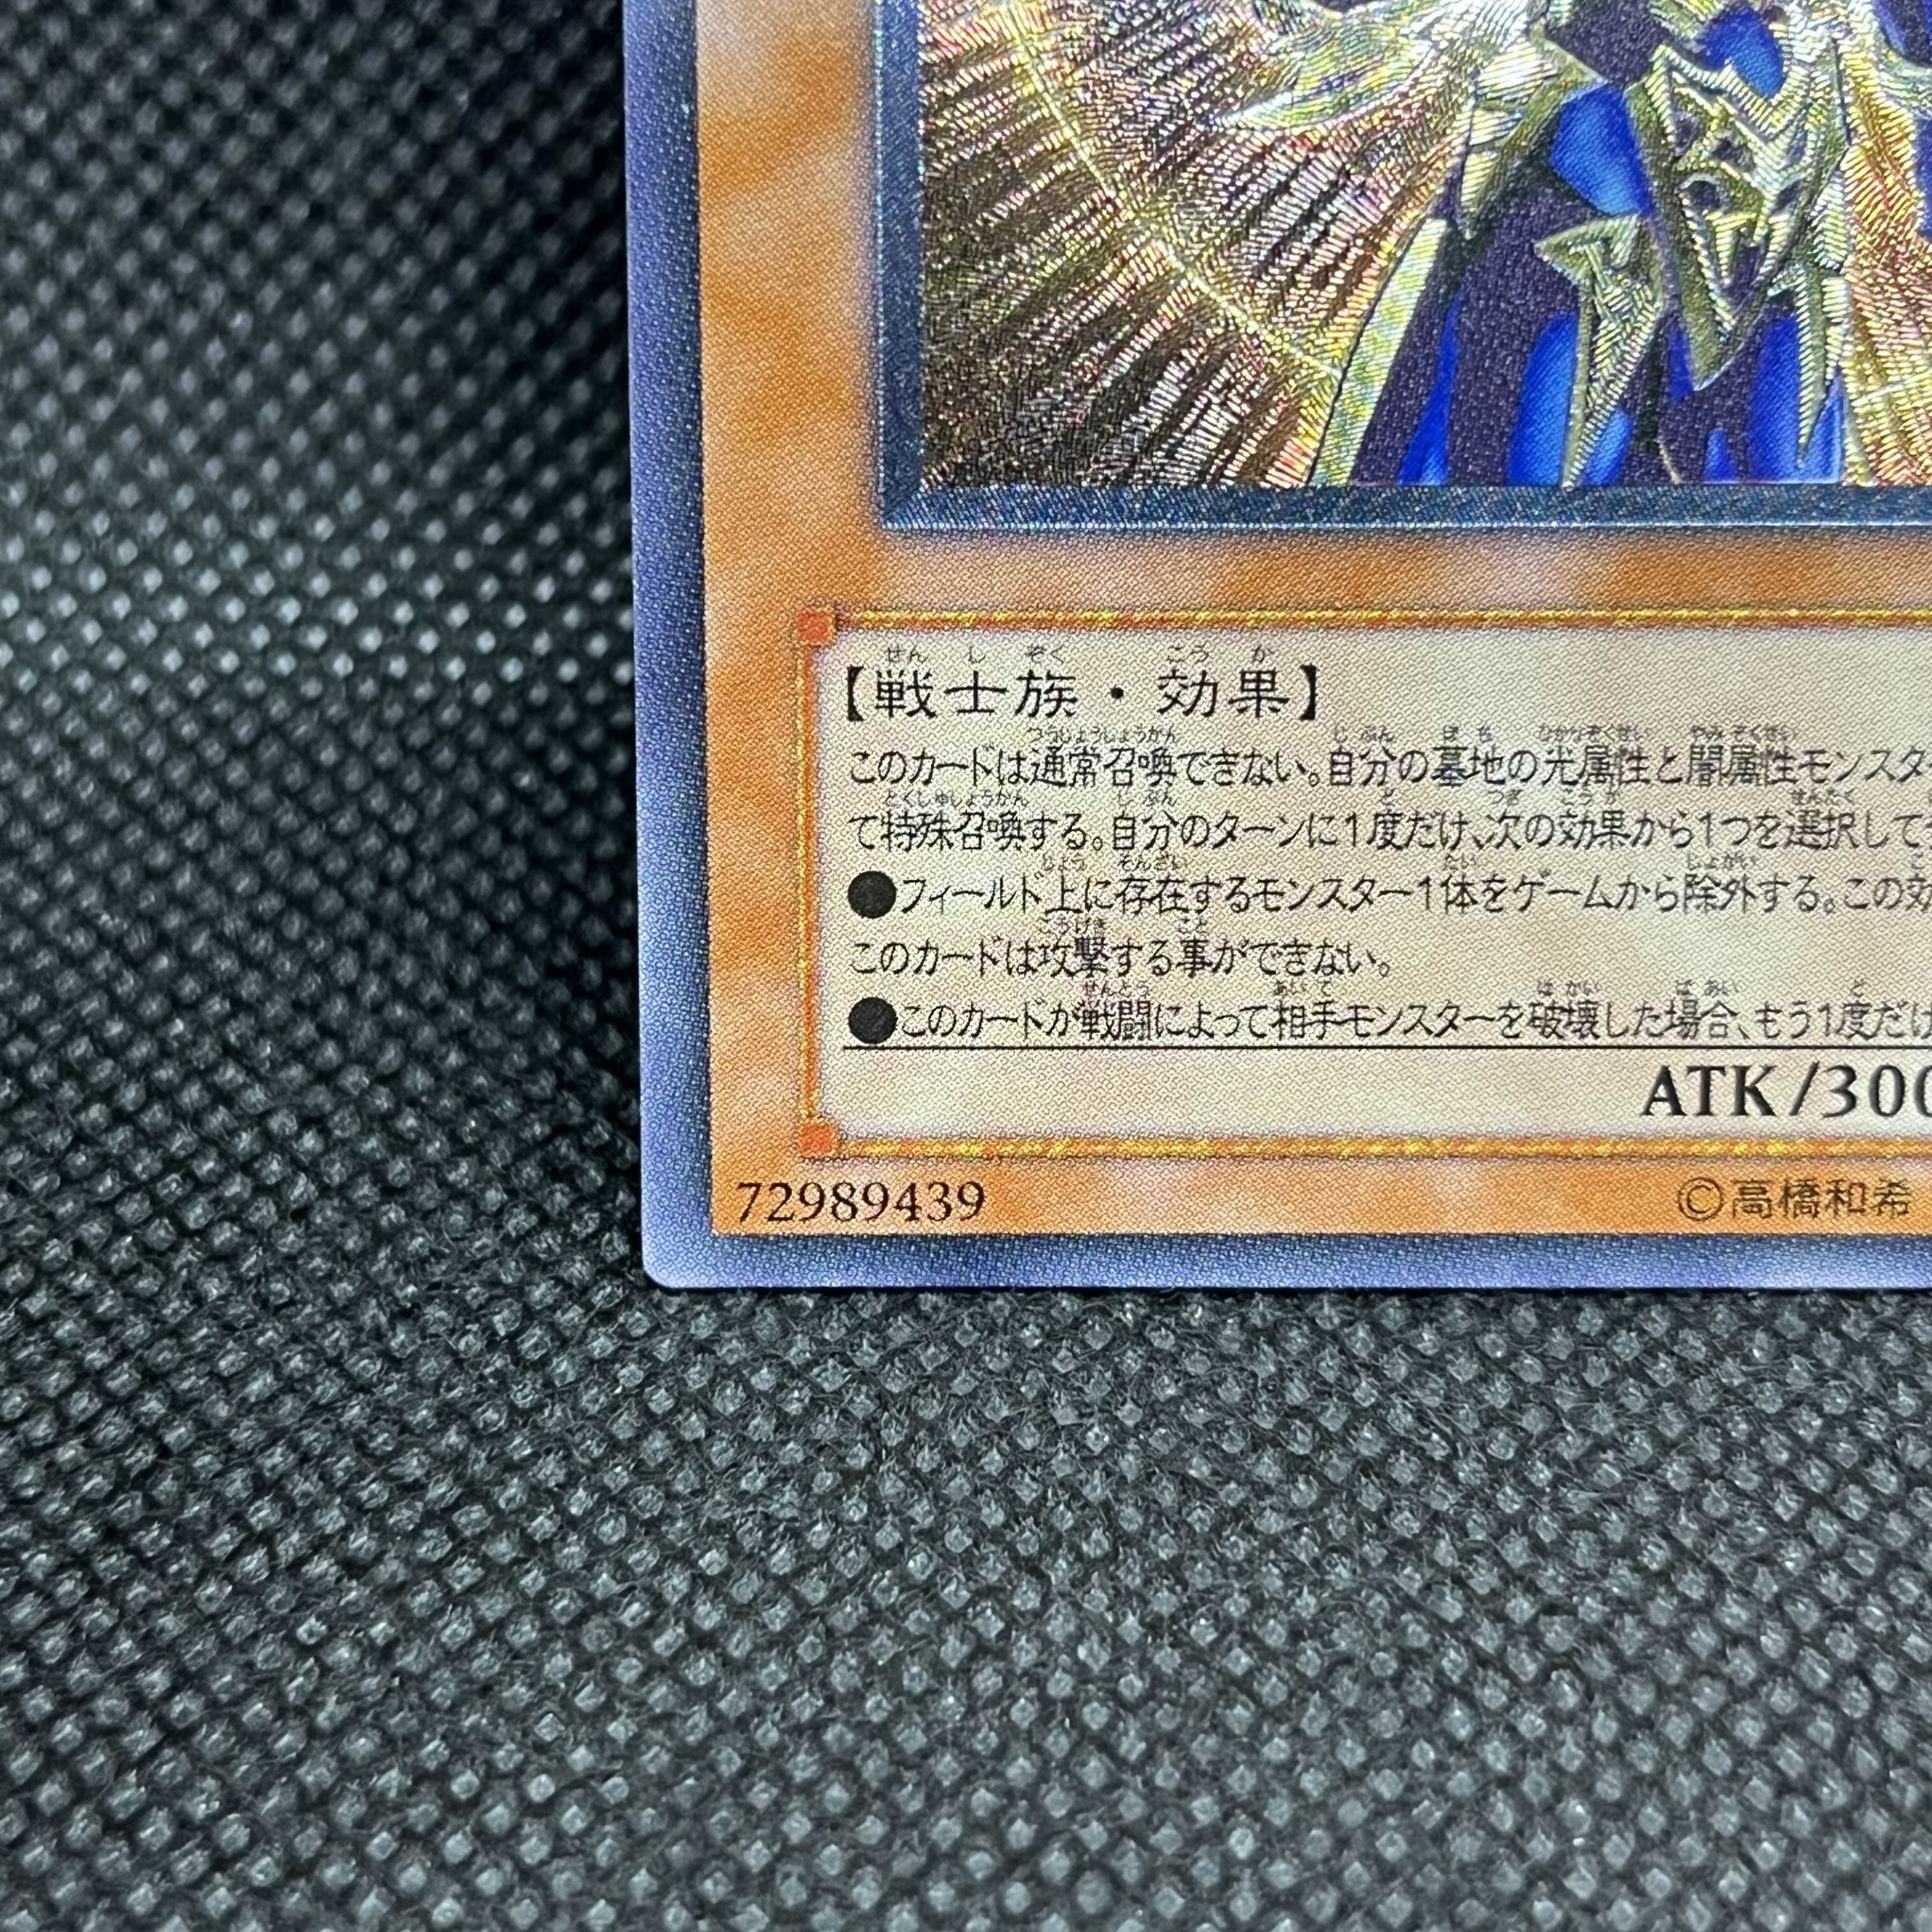 【戦士族・効果】
このカードは通常召喚できない。自分の墓地の光属性と闇属性モンスタ
て特殊召喚する。自分のターンに1度だけ、次の効果から1つを選択して
●フィールド上に存在するモンスター1体をゲームから除外する。この効
このカードは攻撃する事ができない。
●このカードが戦闘によって相手モンスターを破壊した場合、もう1度だけ
ATK/300
72989439 ©高橋和希